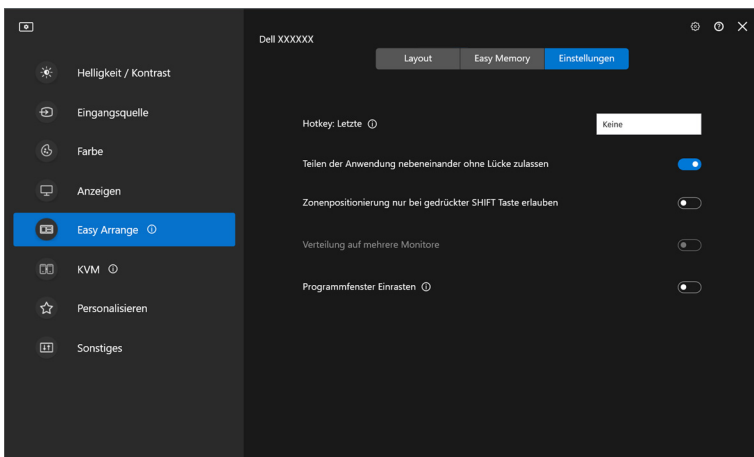 Dell XXXXXX
Layout
Easy Memory
Einstellungen
Helligkeit / Kontrast
Eingangsquelle
Farbe
Anzeigen
Easy Arrange
KVM
Personalisieren
Sonstiges
Hotkey: Letzte
Keine
Teilen der Anwendung nebeneinander ohne Lücke zulassen
Zonenpositionierung nur bei gedrückter SHIFT Taste erlauben
Verteilung auf mehrere Monitore
Programmfenster Einrasten